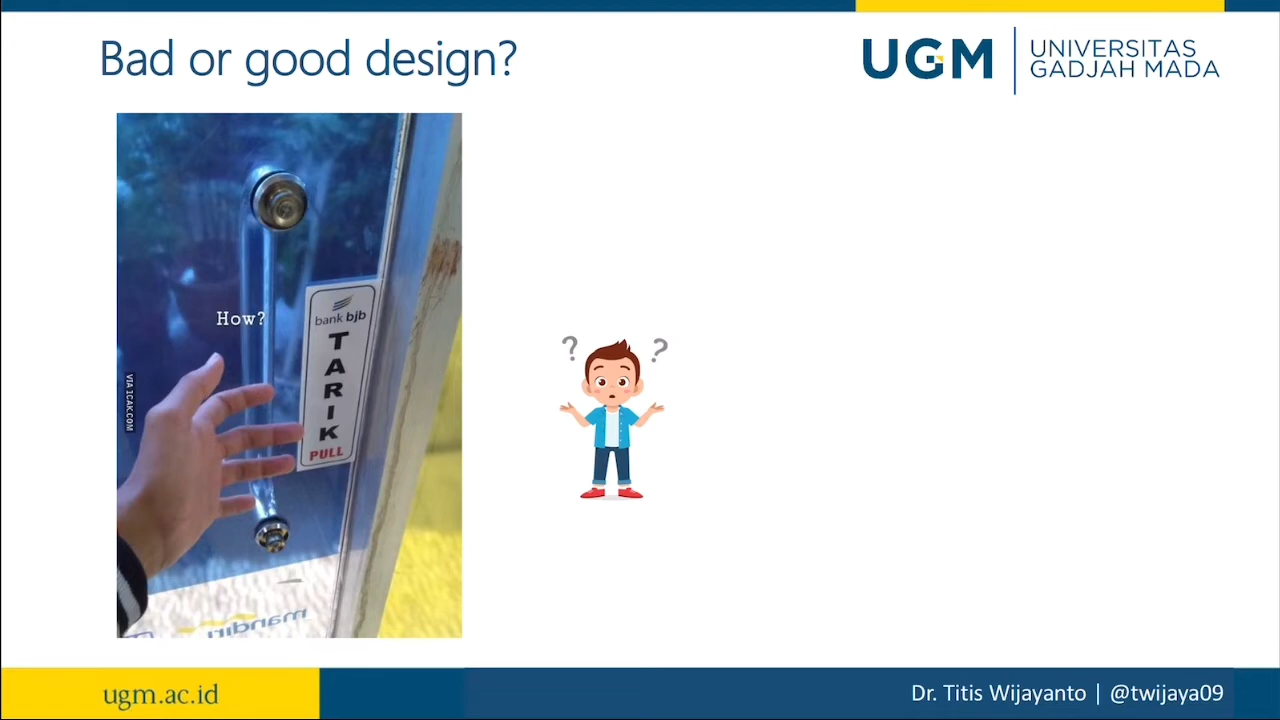 Bad or good design?
UGM
UNIVERSITAS
GADJAH MADA
How?
bank bjb
T
A
R
I
K
PULL
VIA 1CAK.COM
mandiri
?
?
ugm.ac.id
Dr. Titis Wijayanto | @twijaya09